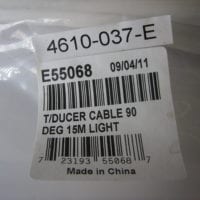 4610-037-E
E55068 09/04/11
T/DUCER CABLE 90
DEG 15M LIGHT
7 23193 55068 7
Made in China